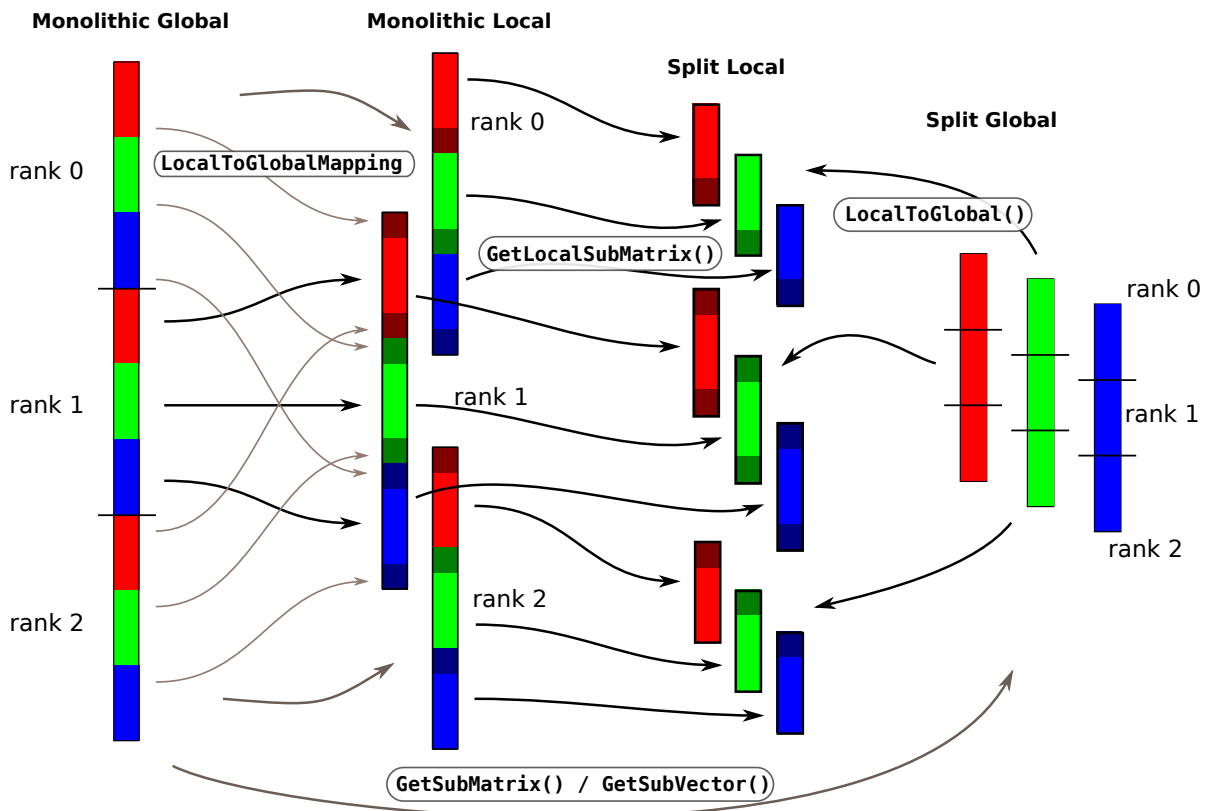 Monolithic Global
Monolithic Local
Split Local
Split Global
rank 0
rank 0
LocalToGlobalMapping
LocalToGlobal()
GetLocalSubMatrix()
rank 0
rank 1
rank 1
rank 1
rank 2
rank 2
rank 2
GetSubMatrix() / GetSubVector()